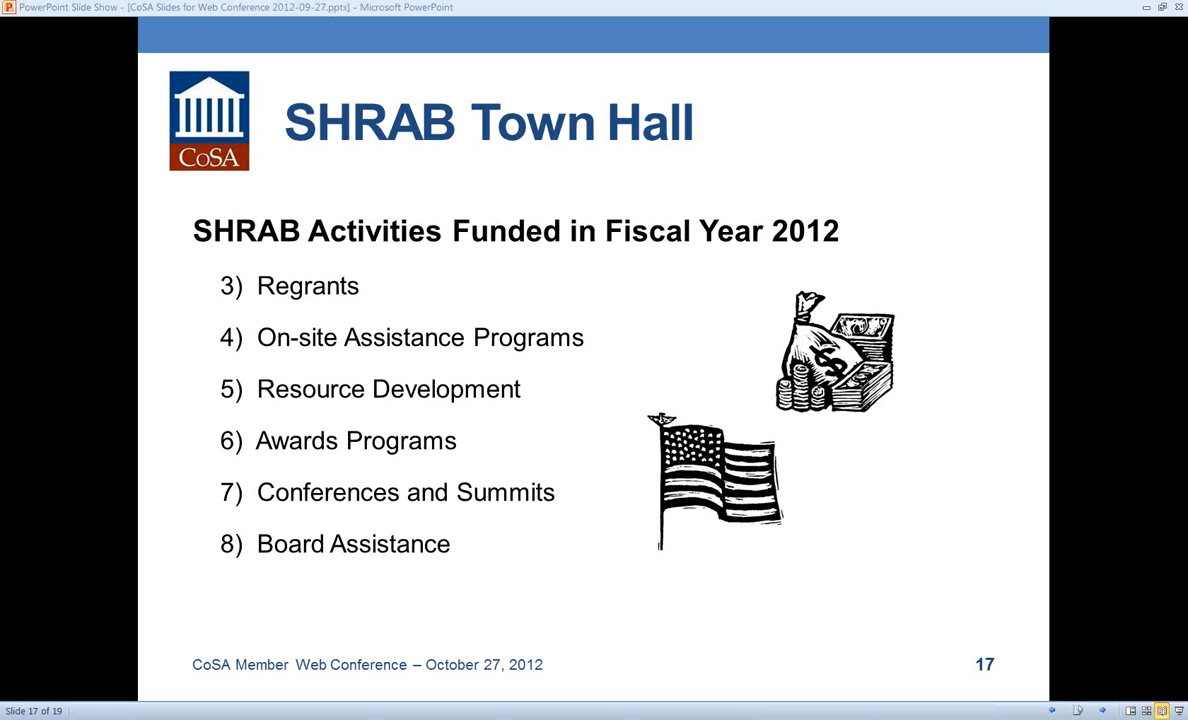 PowerPoint Slide Show - [CoSA Slides for Web Conference 2012-09-27.pptx] - Microsoft PowerPoint
CoSA
SHRAB Town Hall
SHRAB Activities Funded in Fiscal Year 2012
3) Regrants
4) On-site Assistance Programs
5) Resource Development
6) Awards Programs
7) Conferences and Summits
8) Board Assistance
$
CoSA Member Web Conference – October 27, 2012
17
Slide 17 of 19